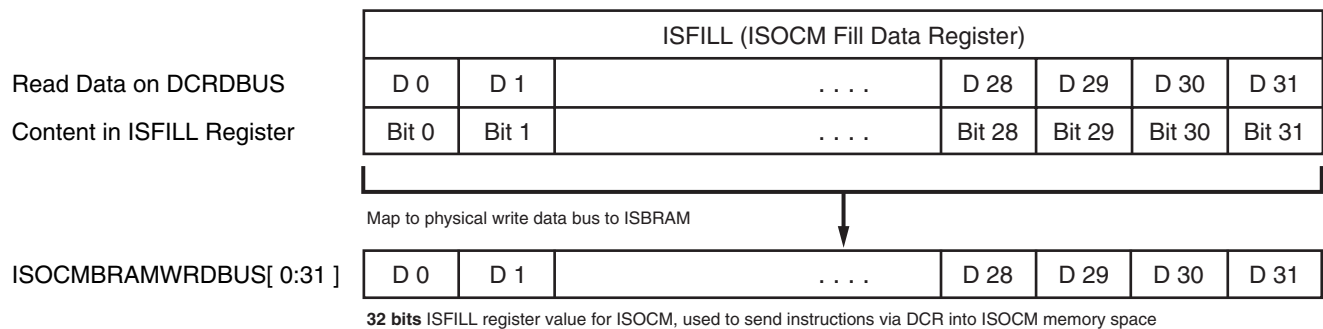 ISFILL (ISOCM Fill Data Register)
Read Data on DCRDBUS D 0 D 1 . . . . D 28 D 29 D 30 D 31
Content in ISFILL Register Bit 0 Bit 1 . . . . Bit 28 Bit 29 Bit 30 Bit 31
Map to physical write data bus to ISBRAM
ISOCMBRAMWRDBUS[ 0:31 ] D 0 D 1 . . . . D 28 D 29 D 30 D 31
32 bits ISFILL register value for ISOCM, used to send instructions via DCR into ISOCM memory space